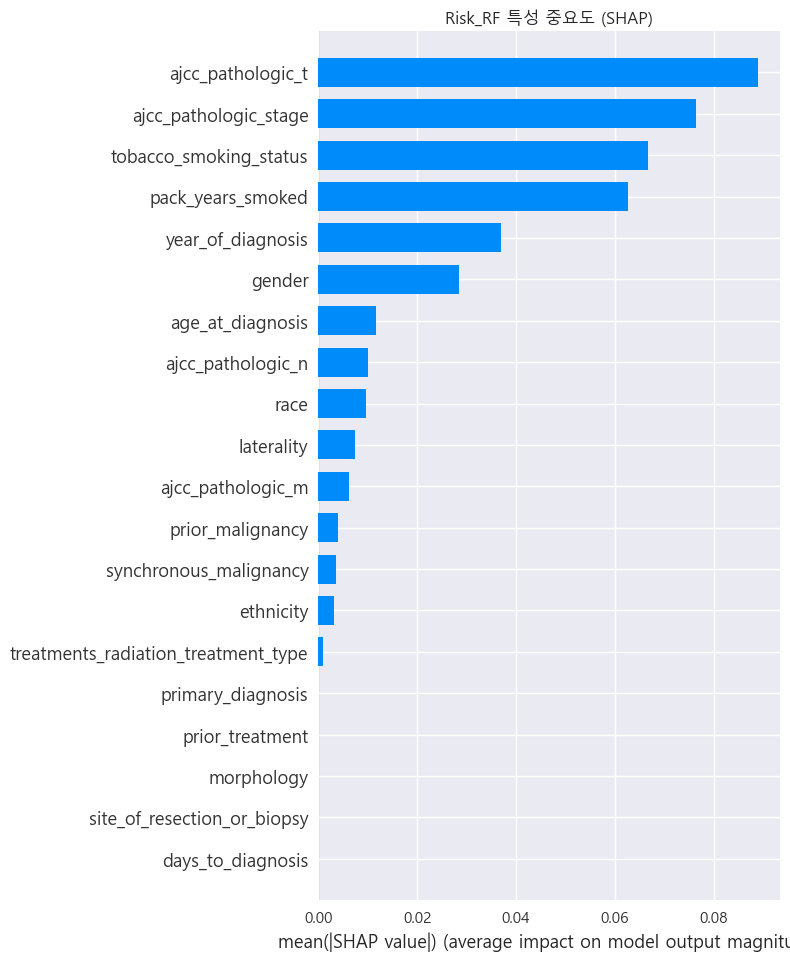 Risk_RF 특성 중요도 (SHAP)
ajcc_pathologic_t
ajcc_pathologic_stage
tobacco_smoking_status
pack_years_smoked
year_of_diagnosis
gender
age_at_diagnosis
ajcc_pathologic_n
race
laterality
ajcc_pathologic_m
prior_malignancy
synchronous_malignancy
ethnicity
treatments_radiation_treatment_type
primary_diagnosis
prior_treatment
morphology
site_of_resection_or_biopsy
days_to_diagnosis
0.00 0.02 0.04 0.06 0.08
mean(|SHAP value|) (average impact on model output magnitu